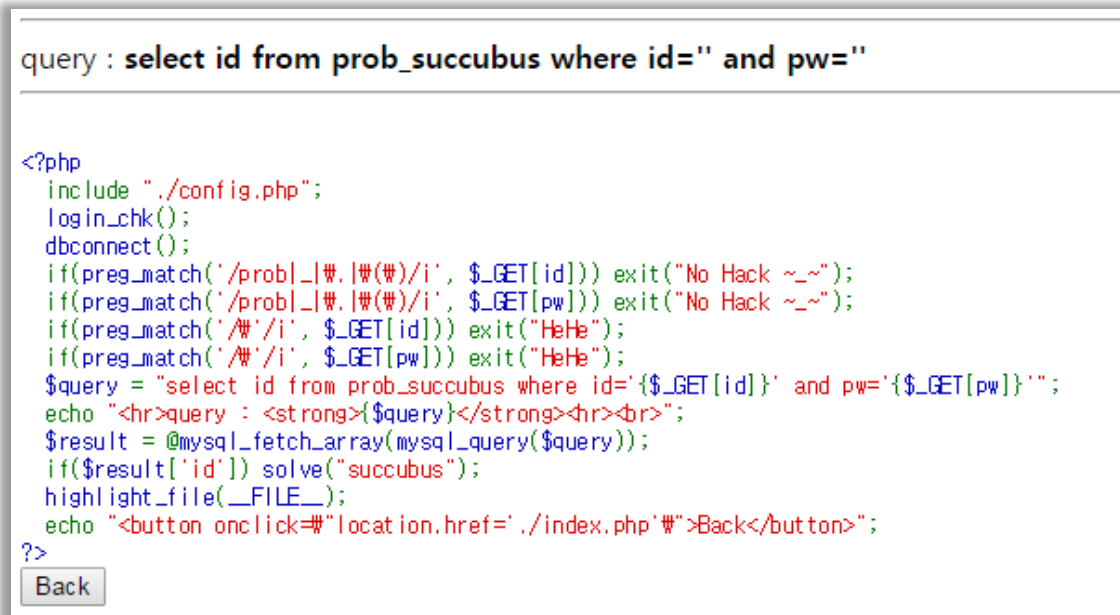 query : select id from prob_succubus where id='' and pw=''
<?php
  include "./config.php";
  login_chk();
  dbconnect();
  if(preg_match('/prob|_|₩.|₩(₩)/i', $_GET[id])) exit("No Hack ~_~");
  if(preg_match('/prob|_|₩.|₩(₩)/i', $_GET[pw])) exit("No Hack ~_~");
  if(preg_match('/₩'/i', $_GET[id])) exit("HeHe");
  if(preg_match('/₩'/i', $_GET[pw])) exit("HeHe");
  $query = "select id from prob_succubus where id='{$_GET[id]}' and pw='{$_GET[pw]}'";
  echo "<hr>query : <strong>{$query}</strong><hr><br>";
  $result = @mysql_fetch_array(mysql_query($query));
  if($result['id']) solve("succubus");
  highlight_file(__FILE__);
  echo "<button onclick=₩"location.href='./index.php'₩">Back</button>";
?>
Back